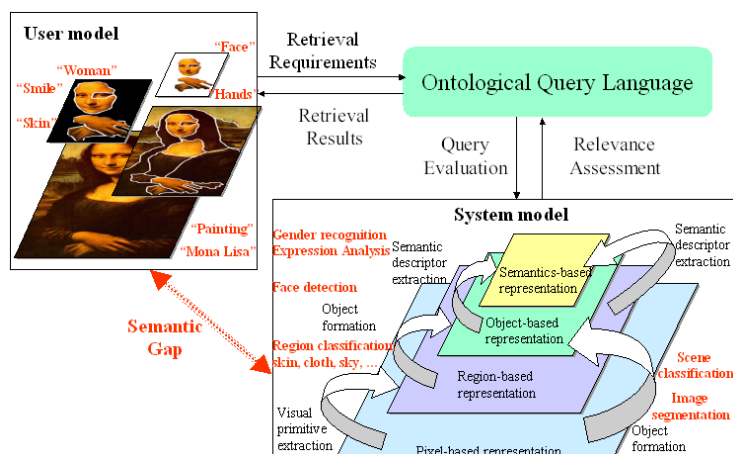 User model
“Face”
“Woman”
“Smile”
“Hands”
“Skin”
“Painting”
“Mona Lisa”
Retrieval
Requirements
Retrieval
Results
Ontological Query Language
Query
Evaluation
Relevance
Assessment
Semantic
Gap
System model
Gender recognition
Expression Analysis
Semantic
descriptor
extraction
Semantic
descriptor
extraction
Semantics-based
representation
Face detection
Object
formation
Object-based
representation
Region classification
skin, cloth, sky, …
Region-based
representation
Scene
classification
Image
segmentation
Visual
primitive
extraction
Object
formation
Pixel-based representation